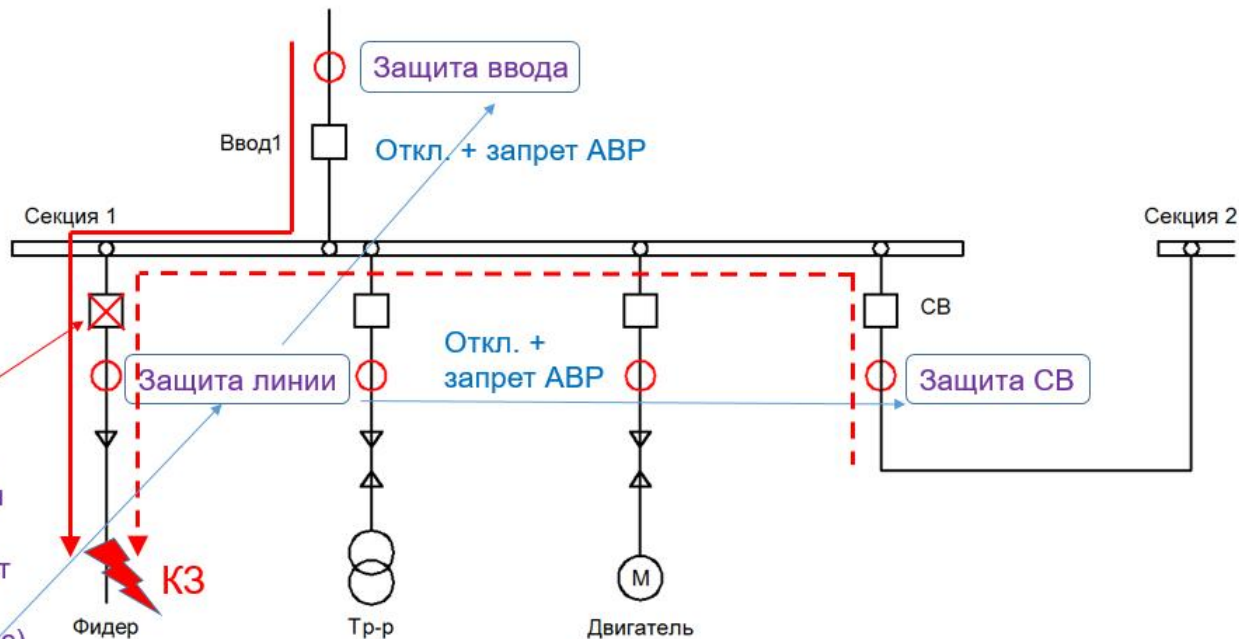 Защита ввода
Ввод1
Откл. + запрет АВР
Секция 1
Секция 2
СВ
Откл. +
запрет АВР
Защита линии
Защита СВ
КЗ
М
Фидер
Тр-р
Двигатель